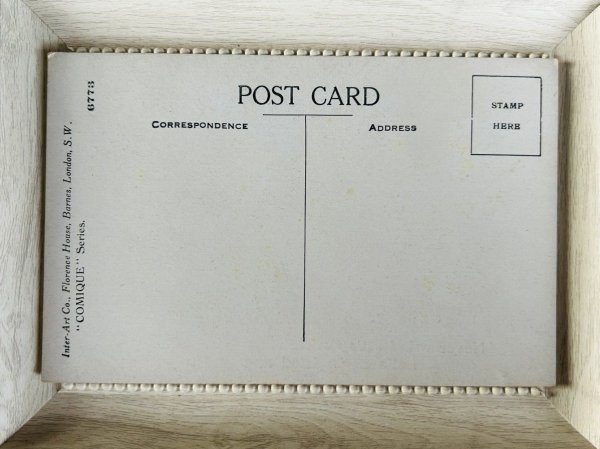 POST CARD
CORRESPONDENCE
ADDRESS
STAMP
HERE
Inter-Art Co., Florence House, Barnes, London, S.W.
"COMIQUE" Series.
6773